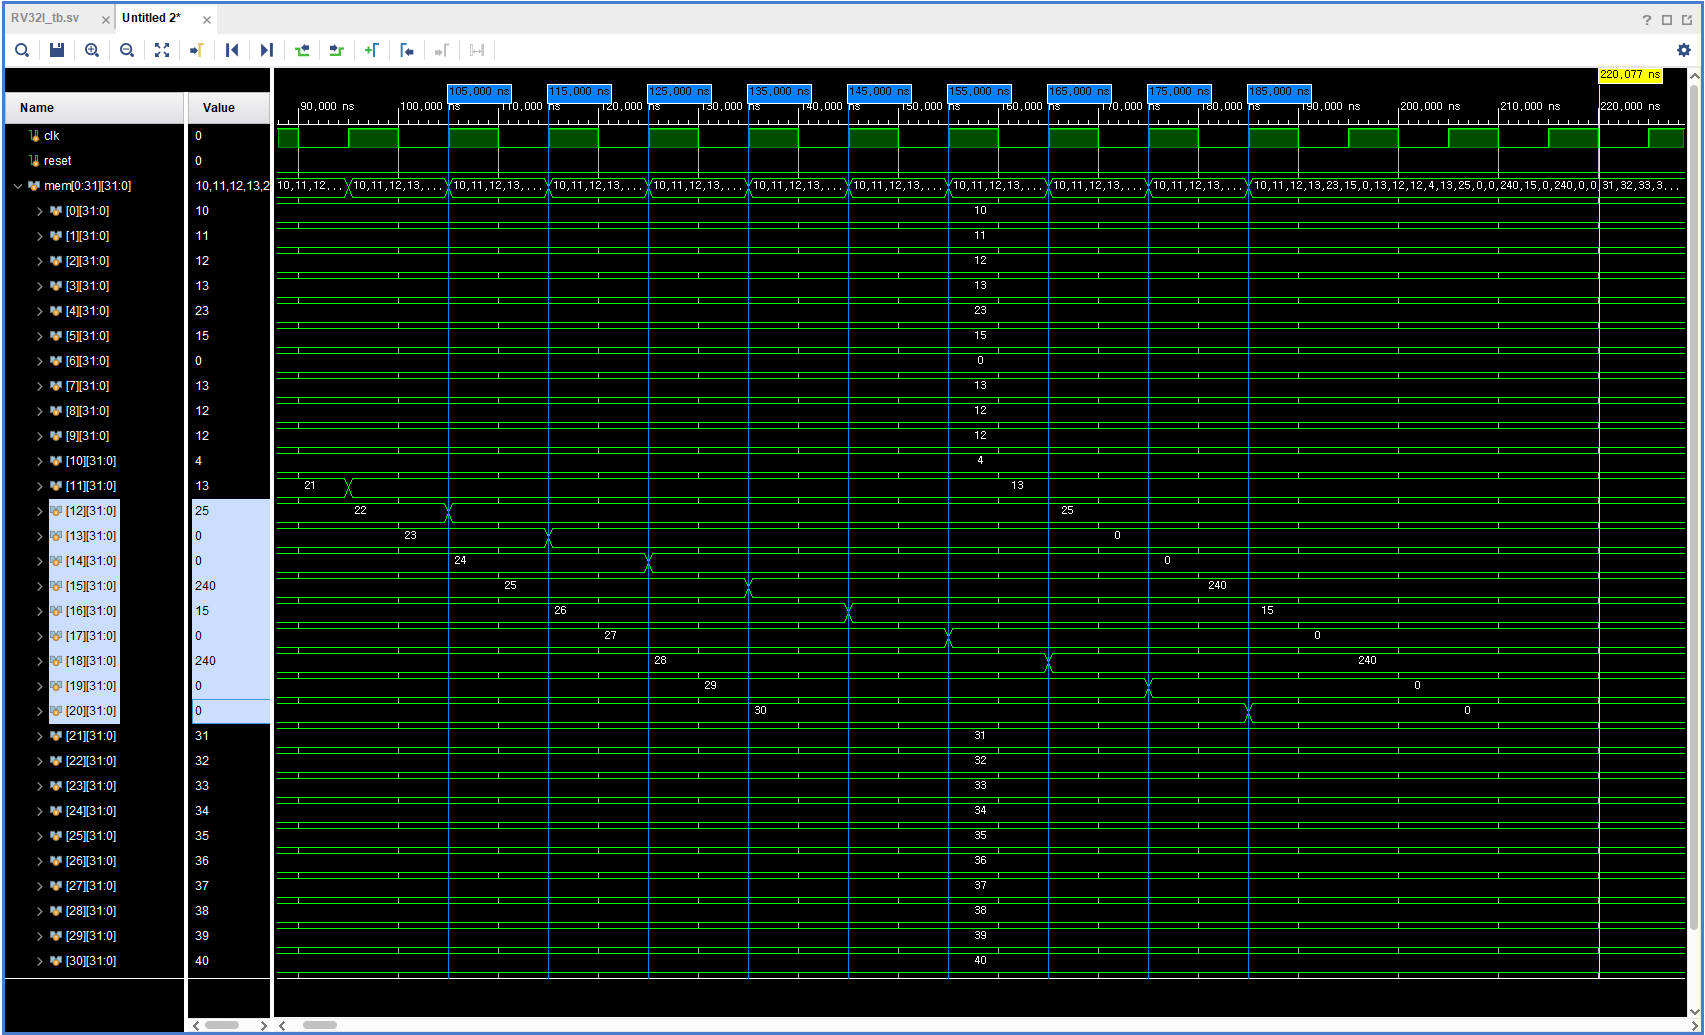 RV32I_tb.sv × Untitled 2* ×
?
220,077 ns
105,000 ns 115,000 ns 125,000 ns 135,000 ns 145,000 ns 155,000 ns 165,000 ns 175,000 ns 185,000 ns
Name Value
90,000 ns 100,000 ns 110,000 ns 120,000 ns 130,000 ns 140,000 ns 150,000 ns 160,000 ns 170,000 ns 180,000 ns 190,000 ns 200,000 ns 210,000 ns 220,000 ns
clk 0
reset 0
mem[0:31][31:0] 10,11,12,13,2 10,11,12... 10,11,12,13,... 10,11,12,13... 10,11,12,13... 10,11,12,13... 10,11,12,13... 10,11,12,13... 10,11,12,13... 10,11,12,13... 10,11,12,13... 10,11,12,13,23,15,0,13,12,12,4,13,25,0,0,240,15,0,240,0,0,31,32,33,3...
[0][31:0] 10 10
[1][31:0] 11 11
[2][31:0] 12 12
[3][31:0] 13 13
[4][31:0] 23 23
[5][31:0] 15 15
[6][31:0] 0 0
[7][31:0] 13 13
[8][31:0] 12 12
[9][31:0] 12 12
[10][31:0] 4 4
[11][31:0] 13 21 13
[12][31:0] 25 22 25
[13][31:0] 0 23 0
[14][31:0] 0 24 0
[15][31:0] 240 25 240
[16][31:0] 15 26 15
[17][31:0] 0 27 0
[18][31:0] 240 28 240
[19][31:0] 0 29 0
[20][31:0] 0 30 0
[21][31:0] 31 31
[22][31:0] 32 32
[23][31:0] 33 33
[24][31:0] 34 34
[25][31:0] 35 35
[26][31:0] 36 36
[27][31:0] 37 37
[28][31:0] 38 38
[29][31:0] 39 39
[30][31:0] 40 40